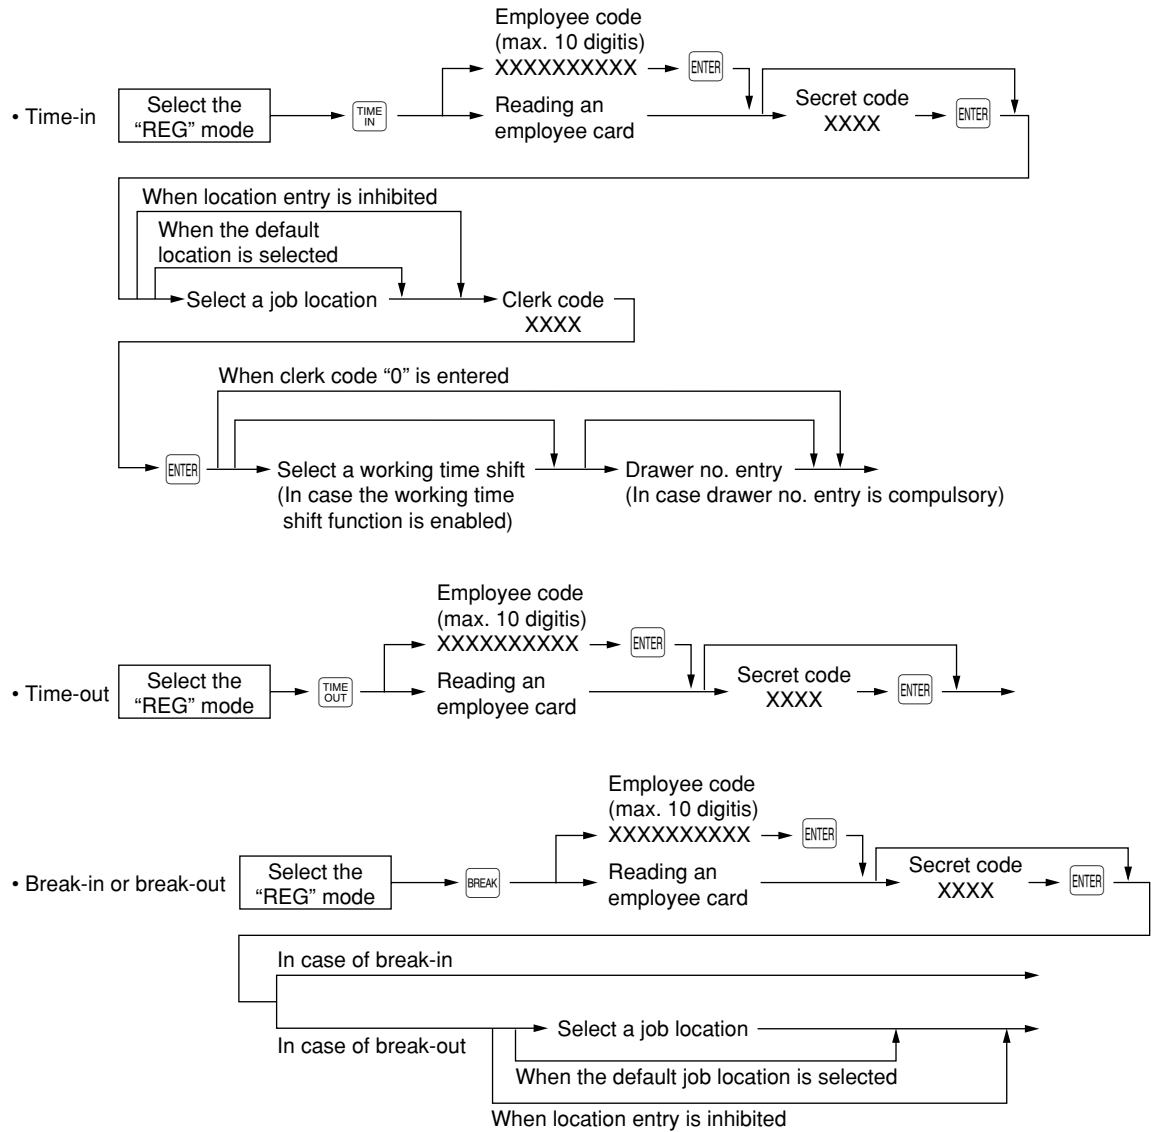 Employee code
(max. 10 digitis)
XXXXXXXXXX
ENTER
• Time-in
Select the
“REG” mode
TIME
IN
Reading an
employee card
Secret code
XXXX
ENTER
When location entry is inhibited
When the default
location is selected
Select a job location
Clerk code
XXXX
When clerk code “0” is entered
ENTER
Select a working time shift
(In case the working time
shift function is enabled)
Drawer no. entry
(In case drawer no. entry is compulsory)
Employee code
(max. 10 digitis)
XXXXXXXXXX
ENTER
• Time-out
Select the
“REG” mode
TIME
OUT
Reading an
employee card
Secret code
XXXX
ENTER
Employee code
(max. 10 digitis)
XXXXXXXXXX
ENTER
• Break-in or break-out
Select the
“REG” mode
BREAK
Reading an
employee card
Secret code
XXXX
ENTER
In case of break-in
Select a job location
In case of break-out
When the default job location is selected
When location entry is inhibited